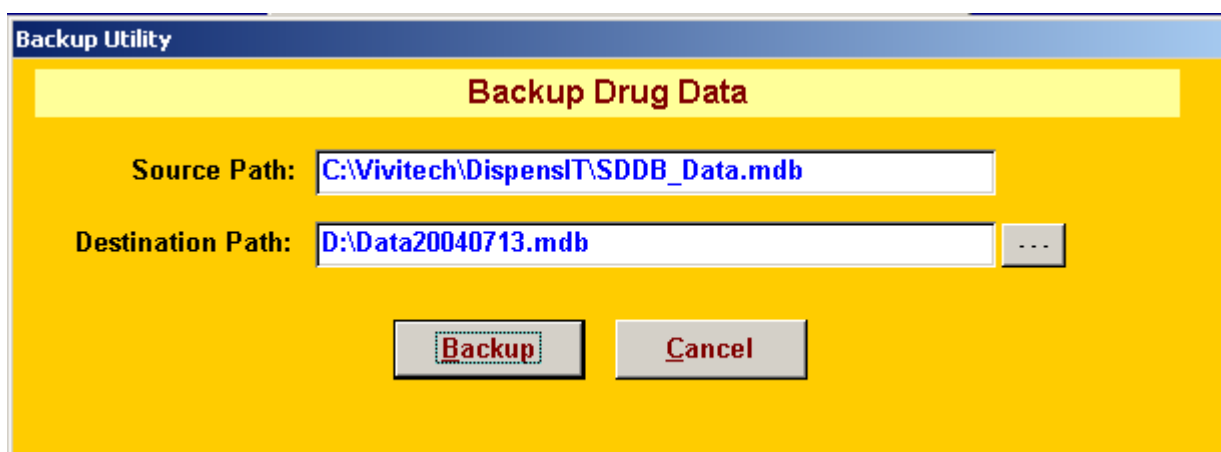 Backup Utility
Backup Drug Data
Source Path: C:\Vivitech\DispensIT\SDDB_Data.mdb
Destination Path: D:\Data20040713.mdb ...
Backup Cancel